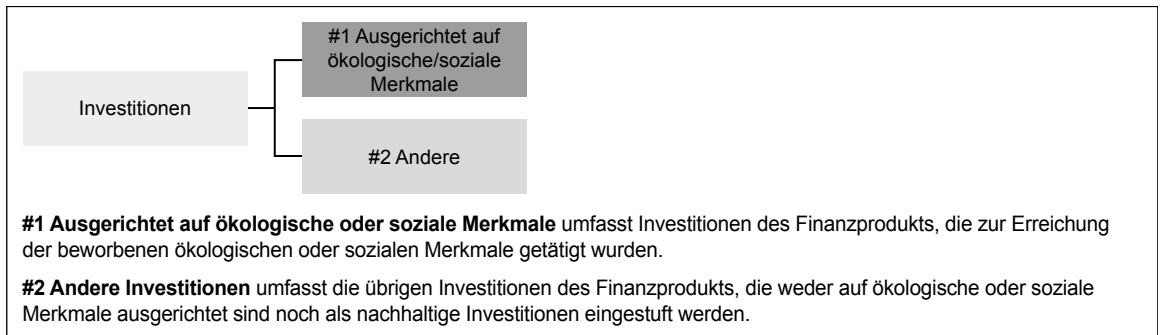 #1 Ausgerichtet auf
ökologische/soziale
Merkmale
Investitionen
#2 Andere
#1 Ausgerichtet auf ökologische oder soziale Merkmale umfasst Investitionen des Finanzprodukts, die zur Erreichung
der beworbenen ökologischen oder sozialen Merkmale getätigt wurden.
#2 Andere Investitionen umfasst die übrigen Investitionen des Finanzprodukts, die weder auf ökologische oder soziale
Merkmale ausgerichtet sind noch als nachhaltige Investitionen eingestuft werden.